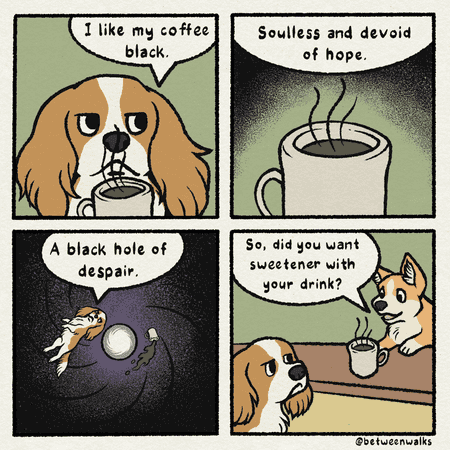 I like my coffee
black.
Soulless and devoid
of hope.
A black hole of
despair.
So, did you want
sweetener with
your drink?
@betweenwalks